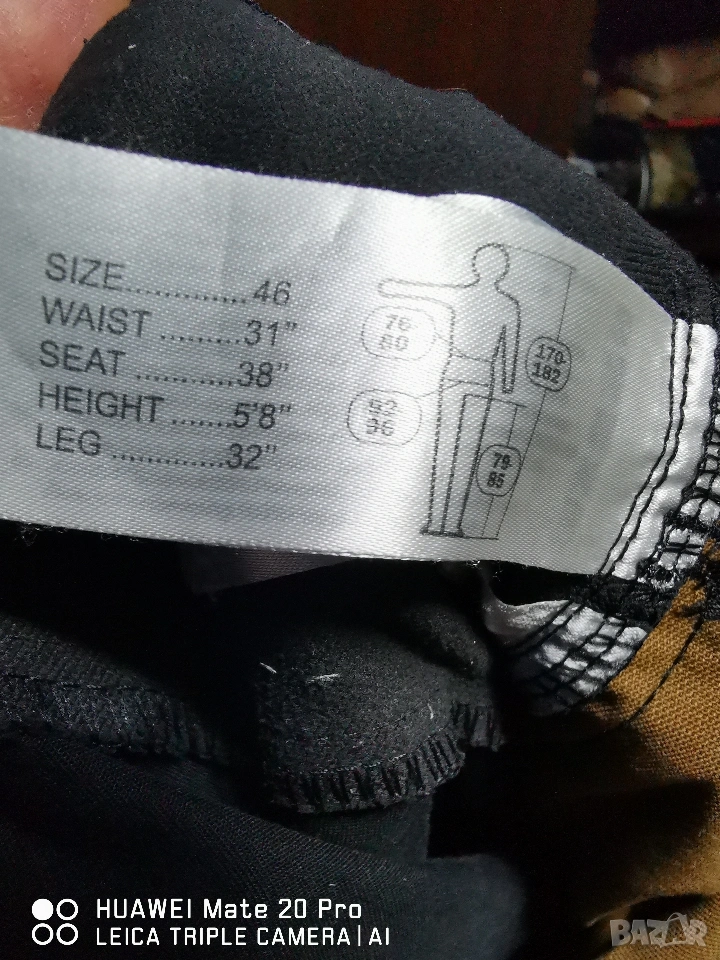 SIZE..............46
WAIST .........31"
SEAT ............38"
HEIGHT .......5'8"
LEG .............32"
76
80
170-
182
92-
96
79-
85
HUAWEI Mate 20 Pro
LEICA TRIPLE CAMERA | AI
BAZAR